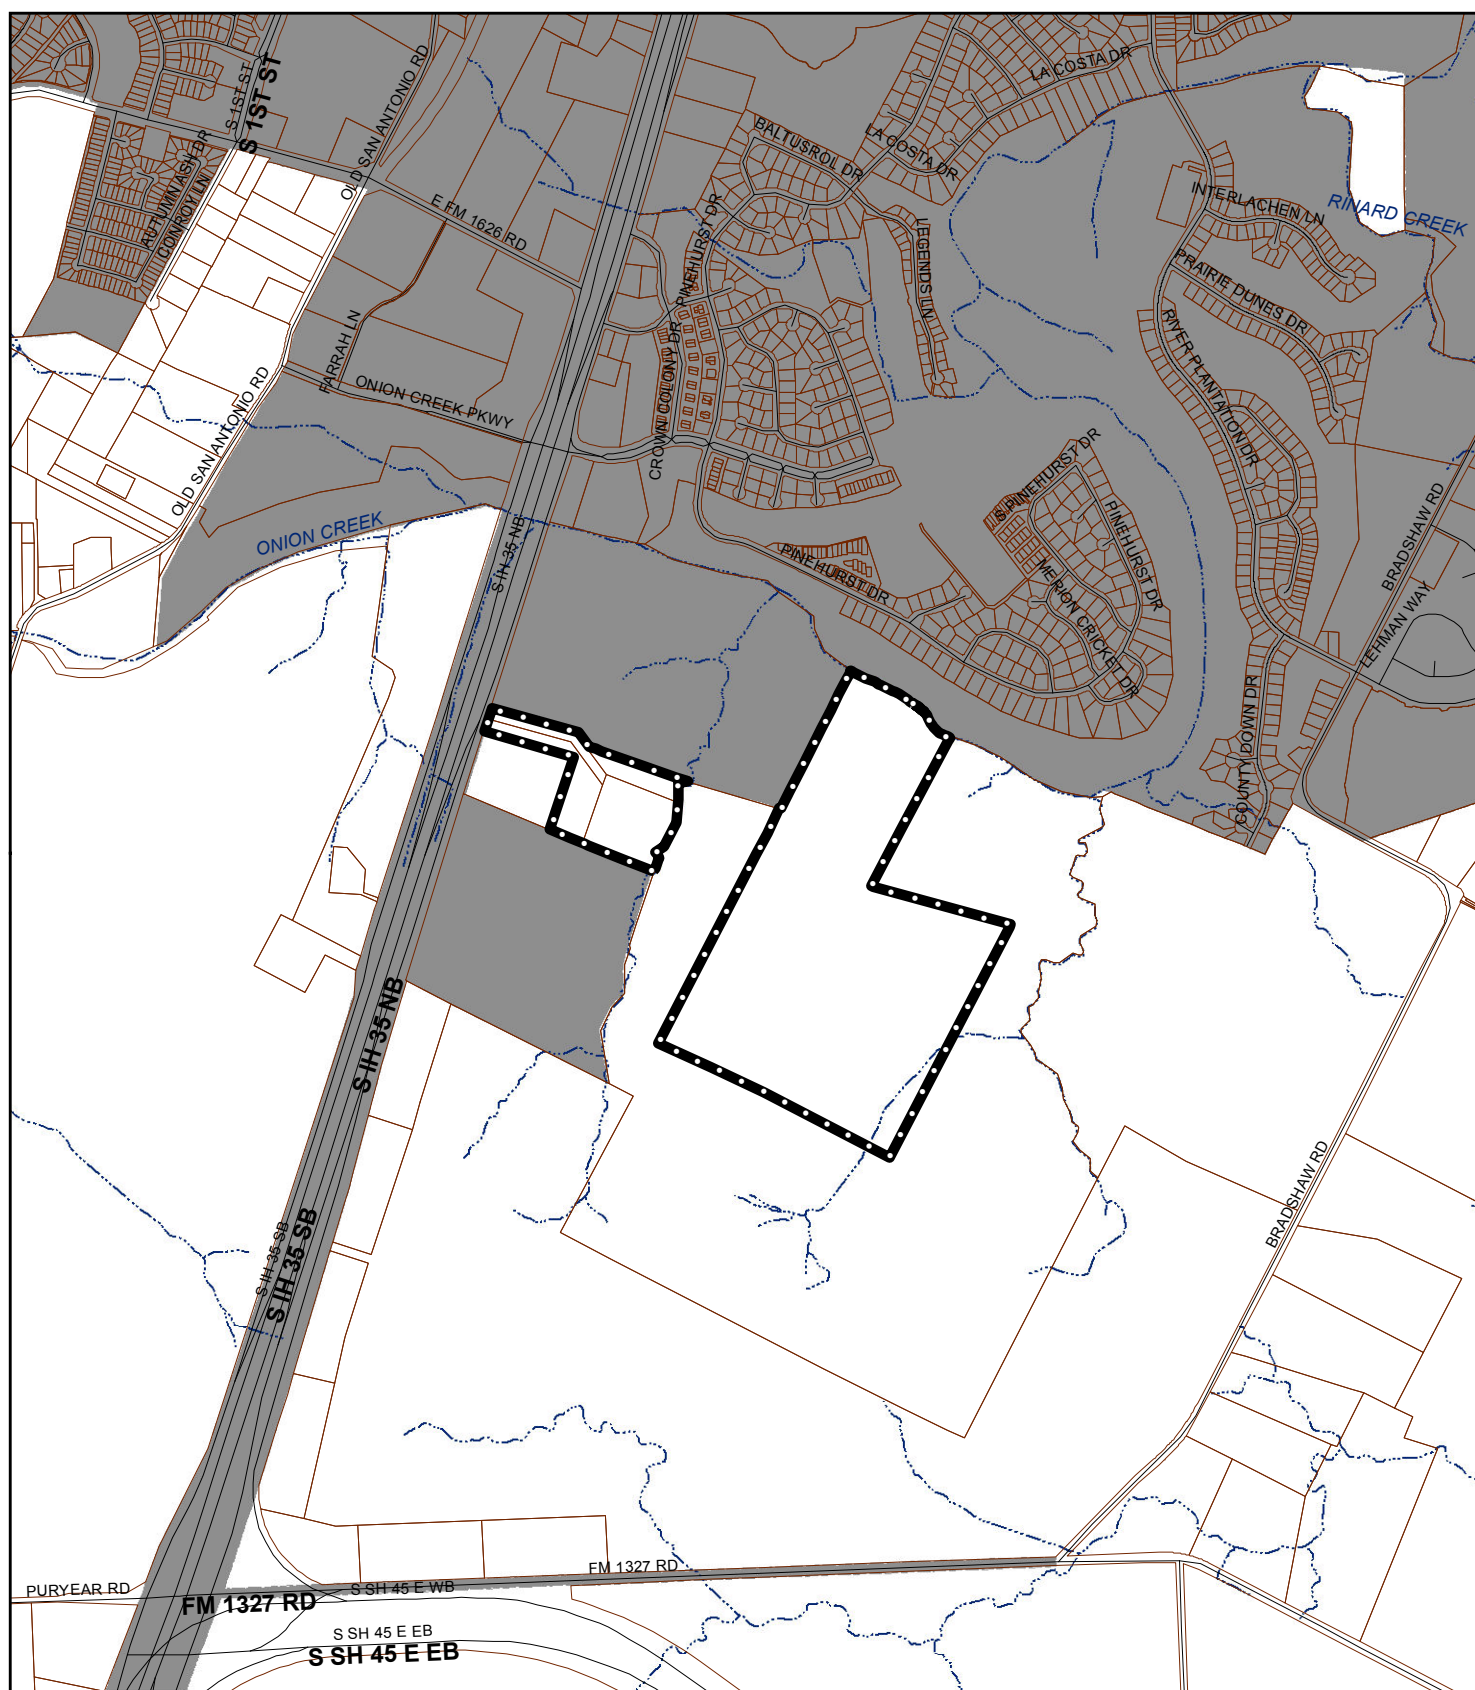 S 1ST ST
S 1ST ST
OLD SAN ANTONIO RD
LA COSTA DR
BALTUSROL DR
LA COSTA DR
AUTUMN ASH DR
CONROY LN
E FM 1626 RD
INTERLACHEN LN
RINARD CREEK
PINEHURST DR
LEGENDS LN
PRAIRIE DUNES DR
FARRAH LN
RIVER PLANTATION DR
ONION CREEK PKWY
CROWN COLONY DR
OLD SAN ANTONIO RD
S PINEHURST DR
BRADSHAW RD
ONION CREEK
S IH 35 NB
PINEHURST DR
PINEHURST DR
MERION CRICKET DR
LEHMAN WAY
COUNTY DOWN DR
S IH 35 NB
BRADSHAW RD
S IH 35 SB
S IH 35 SB
FM 1327 RD
PURYEAR RD
S SH 45 E WB
FM 1327 RD
S SH 45 E EB
S SH 45 E EB